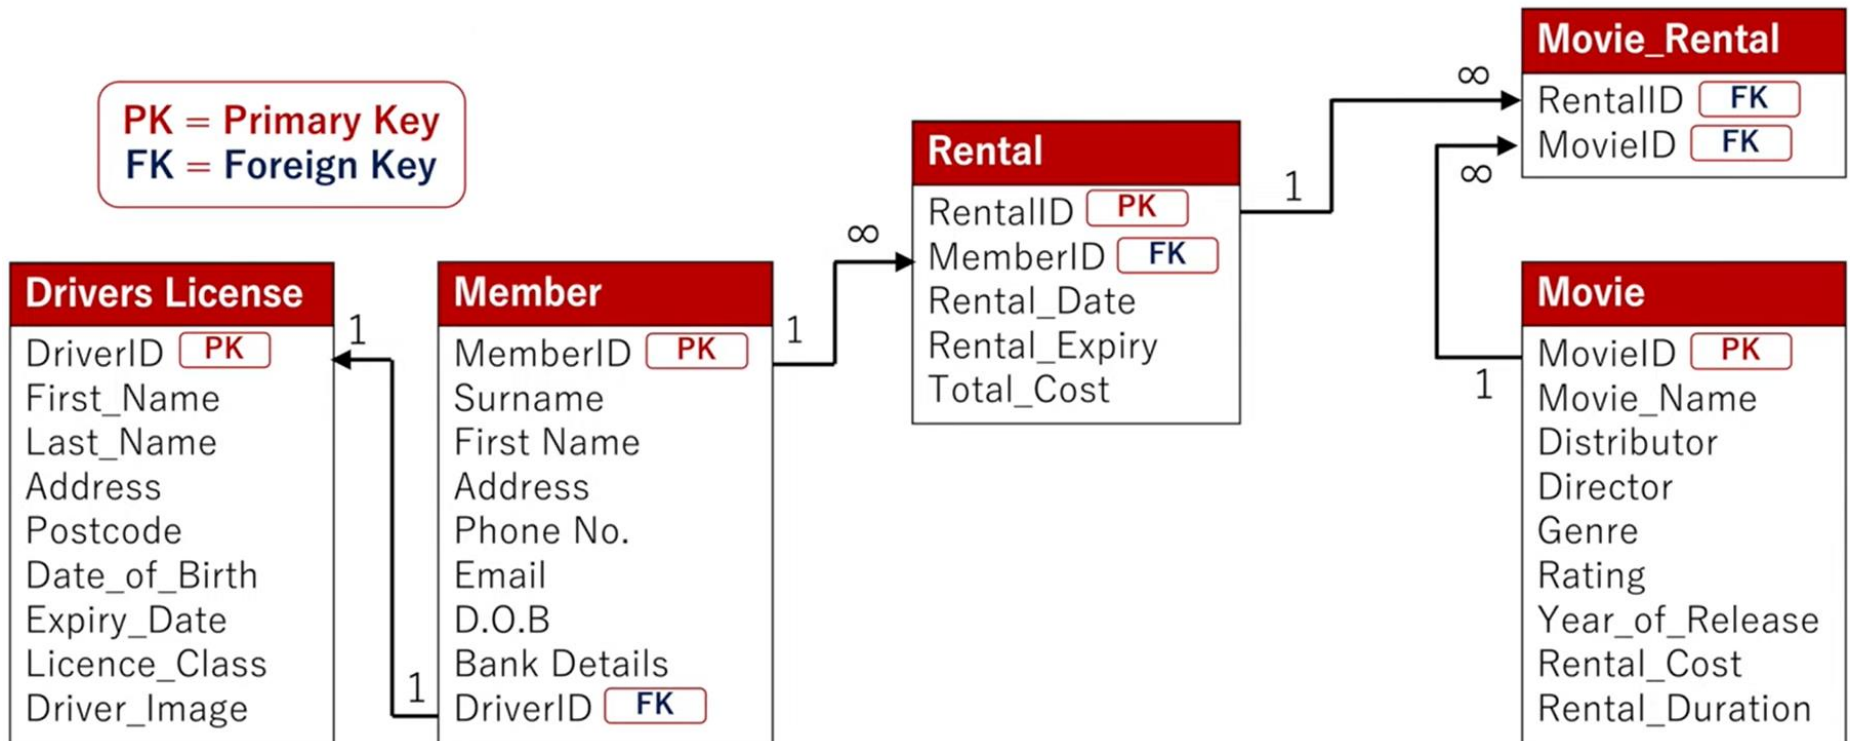 PK = Primary Key
FK = Foreign Key
Drivers License
DriverID PK
First_Name
Last_Name
Address
Postcode
Date_of_Birth
Expiry_Date
Licence_Class
Driver_Image
1
1
Member
MemberID PK
Surname
First Name
Address
Phone No.
Email
D.O.B
Bank Details
DriverID FK
1
∞
Rental
RentalID PK
MemberID FK
Rental_Date
Rental_Expiry
Total_Cost
1
∞
Movie_Rental
RentalID FK
MovieID FK
∞
1
Movie
MovieID PK
Movie_Name
Distributor
Director
Genre
Rating
Year_of_Release
Rental_Cost
Rental_Duration